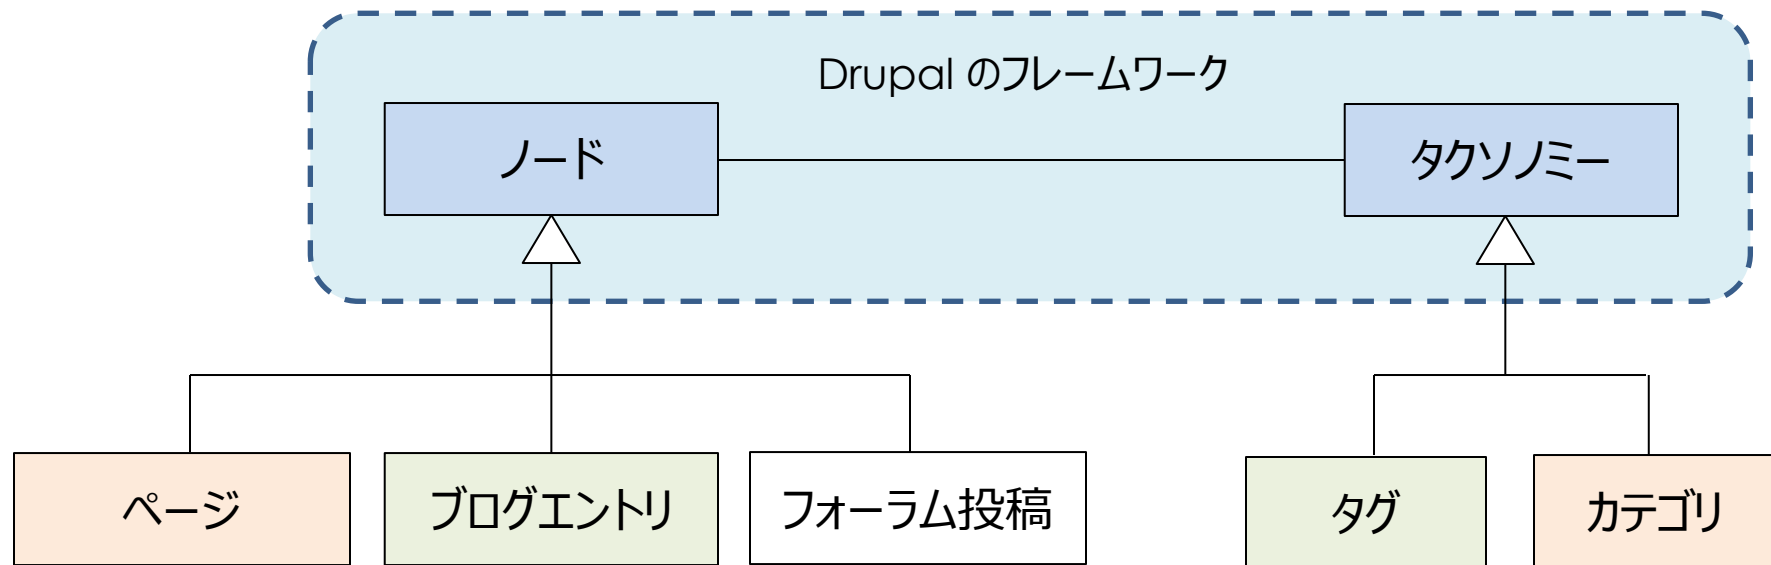 Drupal のフレームワーク
ノード
タクソノミー
ページ
ブログエントリ
フォーラム投稿
タグ
カテゴリ